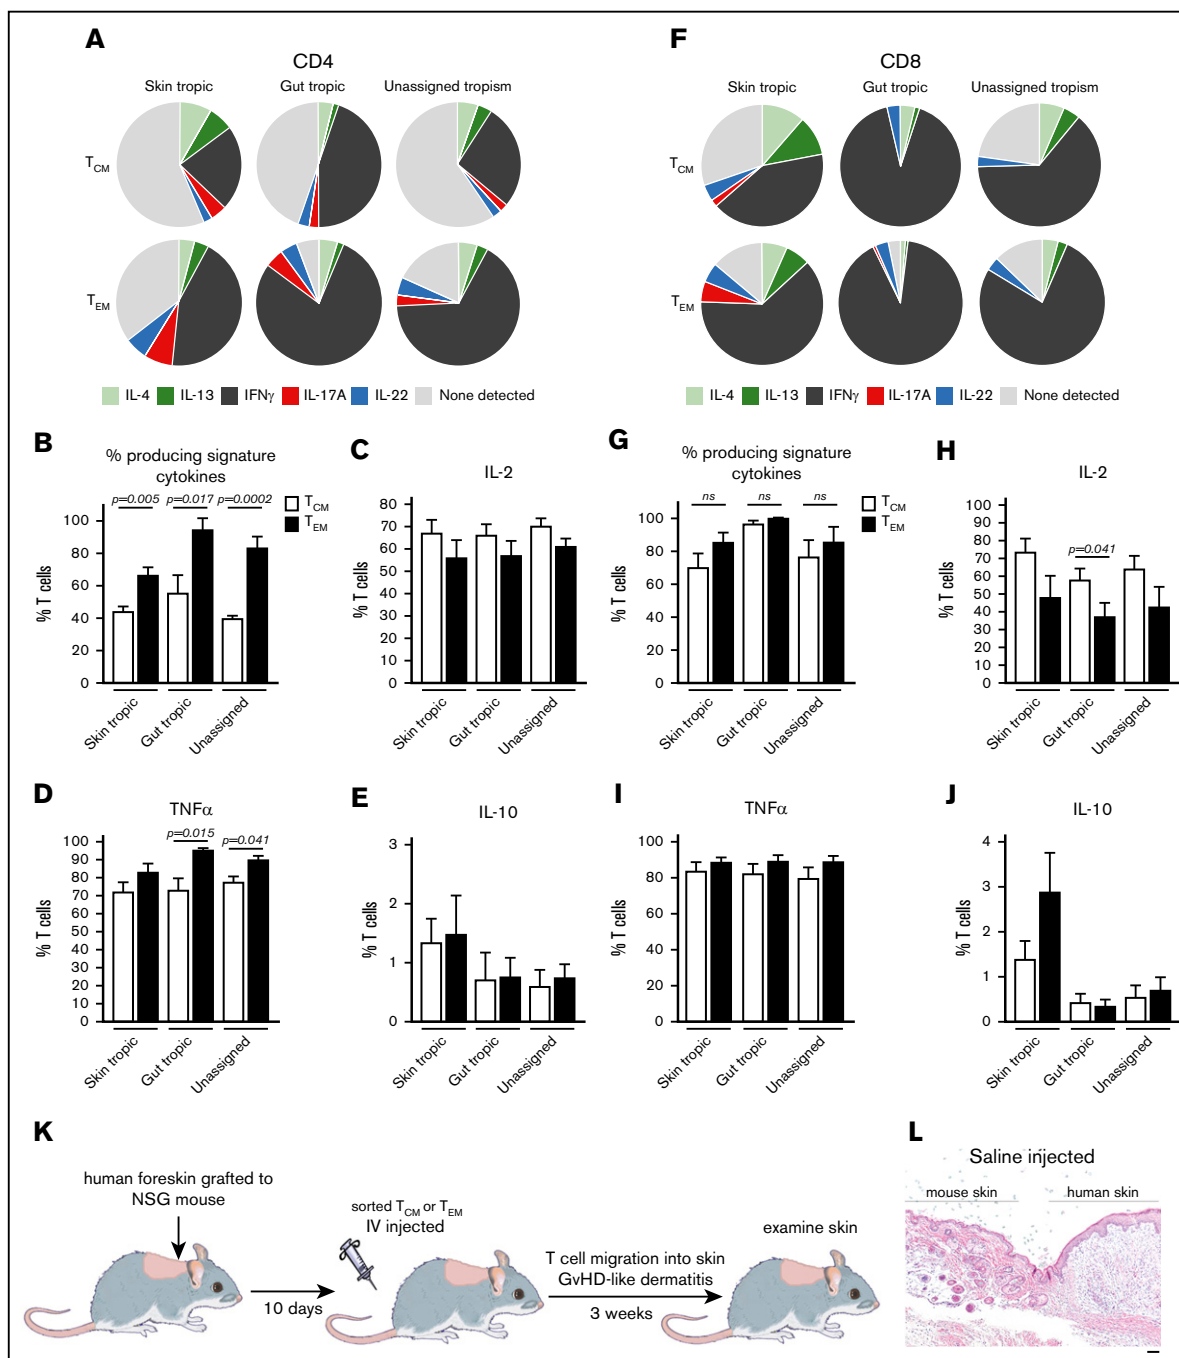 A
CD4
Skin tropic Gut tropic Unassigned tropism
TCM
TEM
IL-4 IL-13 IFNγ IL-17A IL-22 None detected
F
CD8
Skin tropic Gut tropic Unassigned tropism
TCM
TEM
IL-4 IL-13 IFNγ IL-17A IL-22 None detected
B
% producing signature
cytokines
p=0.005 p=0.017 p=0.0002
TCM
TEM
% T cells
100
80
60
40
20
0
Skin tropic
Gut tropic
Unassigned
C
IL-2
% T cells
80
70
60
50
40
30
20
10
0
Skin tropic
Gut tropic
Unassigned
G
% producing signature
cytokines
ns ns ns
TCM
TEM
% T cells
100
80
60
40
20
0
Skin tropic
Gut tropic
Unassigned
H
IL-2
p=0.041
% T cells
100
90
80
70
60
50
40
30
20
10
0
Skin tropic
Gut tropic
Unassigned
D
TNFα
p=0.015 p=0.041
% T cells
100
90
80
70
60
50
40
30
20
10
0
Skin tropic
Gut tropic
Unassigned
E
IL-10
% T cells
3
2
1
0
Skin tropic
Gut tropic
Unassigned
I
TNFα
% T cells
100
80
60
40
20
0
Skin tropic
Gut tropic
Unassigned
J
IL-10
% T cells
4
3
2
1
0
Skin tropic
Gut tropic
Unassigned
K
human foreskin grafted to
NSG mouse
10 days
sorted TCM or TEM
IV injected
T cell migration into skin
GvHD-like dermatitis
3 weeks
examine skin
L
Saline injected
mouse skin human skin